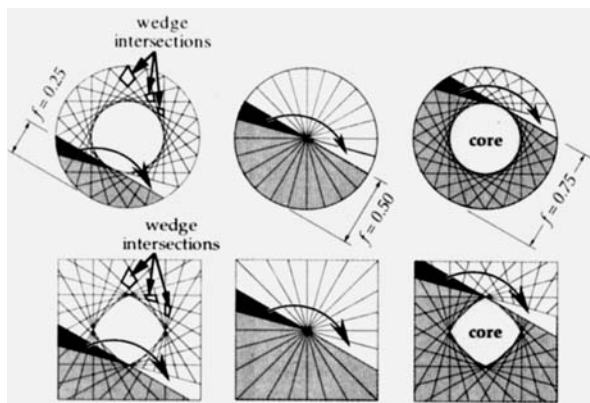 wedge
intersections
f = 0.25
f = 0.50
core
f = 0.75
wedge
intersections
core